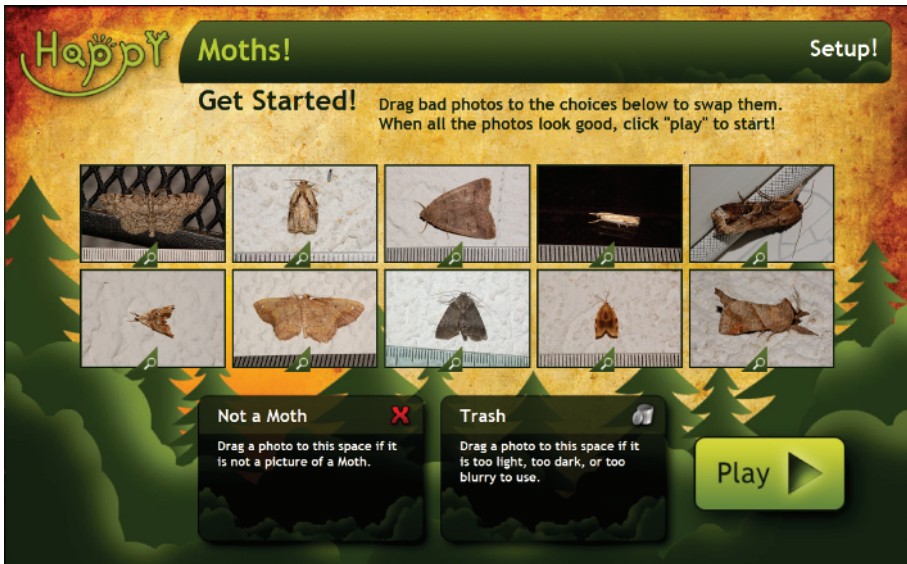 Happy
Moths!
Setup!
Get Started!
Drag bad photos to the choices below to swap them.
When all the photos look good, click "play" to start!
Not a Moth
Drag a photo to this space if it
is not a picture of a Moth.
Trash
Drag a photo to this space if it
is too light, too dark, or too
blurry to use.
Play